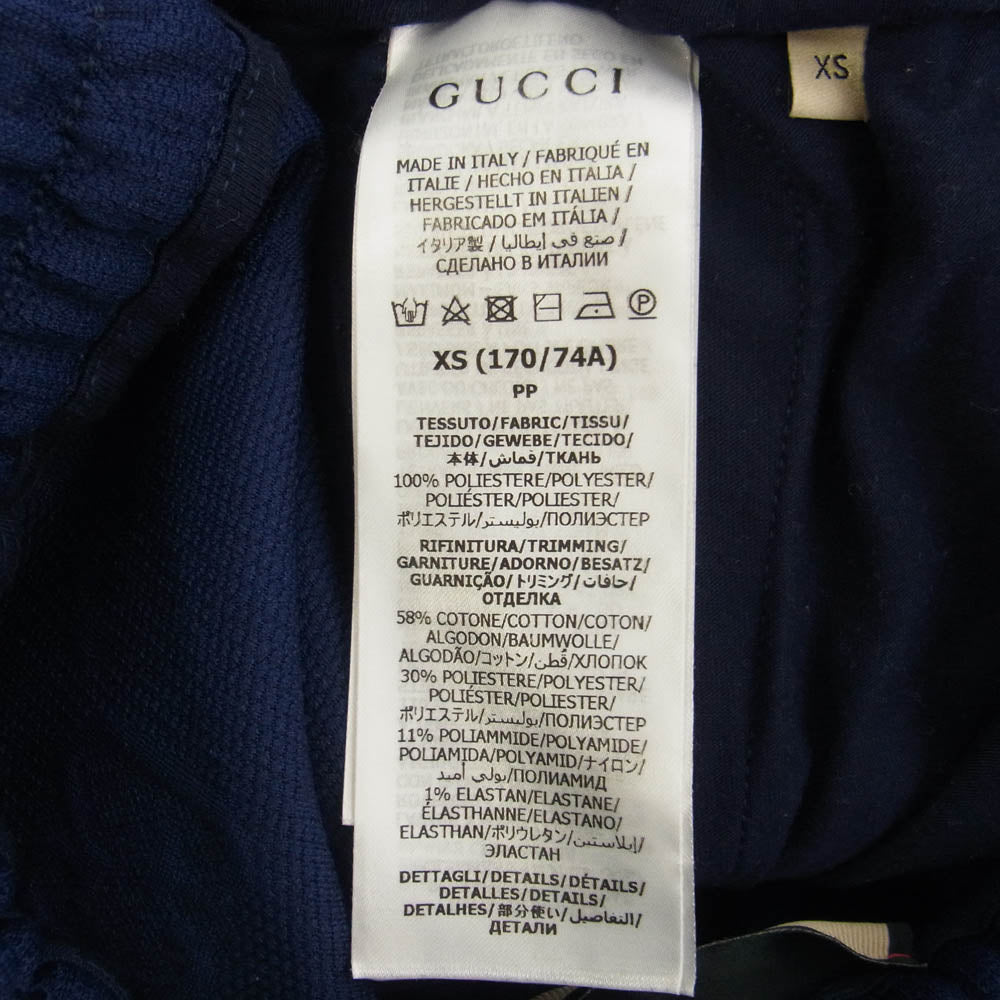 GUCCI
XS
MADE IN ITALY / FABRIQUÉ EN
ITALIE / HECHO EN ITALIA /
HERGESTELLT IN ITALIEN /
FABRICADO EM ITÁLIA /
イタリア製 / صنع في إيطاليا /
СДЕЛАНО В ИТАЛИИ
P
XS (170/74A)
PP
TESSUTO/FABRIC/TISSU/
TEJIDO/GEWEBE/TECIDO/
本体/قماش/ТКАНЬ
100% POLIESTERE/POLYESTER/
POLIÉSTER/POLIESTER/
ポリエステル/بوليستر/ПОЛИЭСТЕР
RIFINITURA/TRIMMING/
GARNITURE/ADORNO/BESATZ/
GUARNIÇÃO/トリミング/حافات/
ОТДЕЛКА
58% COTONE/COTTON/COTON/
ALGODON/BAUMWOLLE/
ALGODÃO/コットン/قطن/ХЛОПОК
30% POLIESTERE/POLYESTER/
POLIÉSTER/POLIESTER/
ポリエステル/بوليستر/ПОЛИЭСТЕР
11% POLIAMMIDE/POLYAMIDE/
POLIAMIDA/POLYAMID/ナイロン/
بولي أميد/ПОЛИАМИД
1% ELASTAN/ELASTANE/
ÉLASTHANNE/ELASTANO/
ELASTHAN/ポリウレタン/إيلاستين/
ЭЛАСТАН
DETTAGLI/DETAILS/DÉTAILS/
DETALLES/DETAILS/
DETALHES/部分使い/التفاصيل/
ДЕТАЛИ